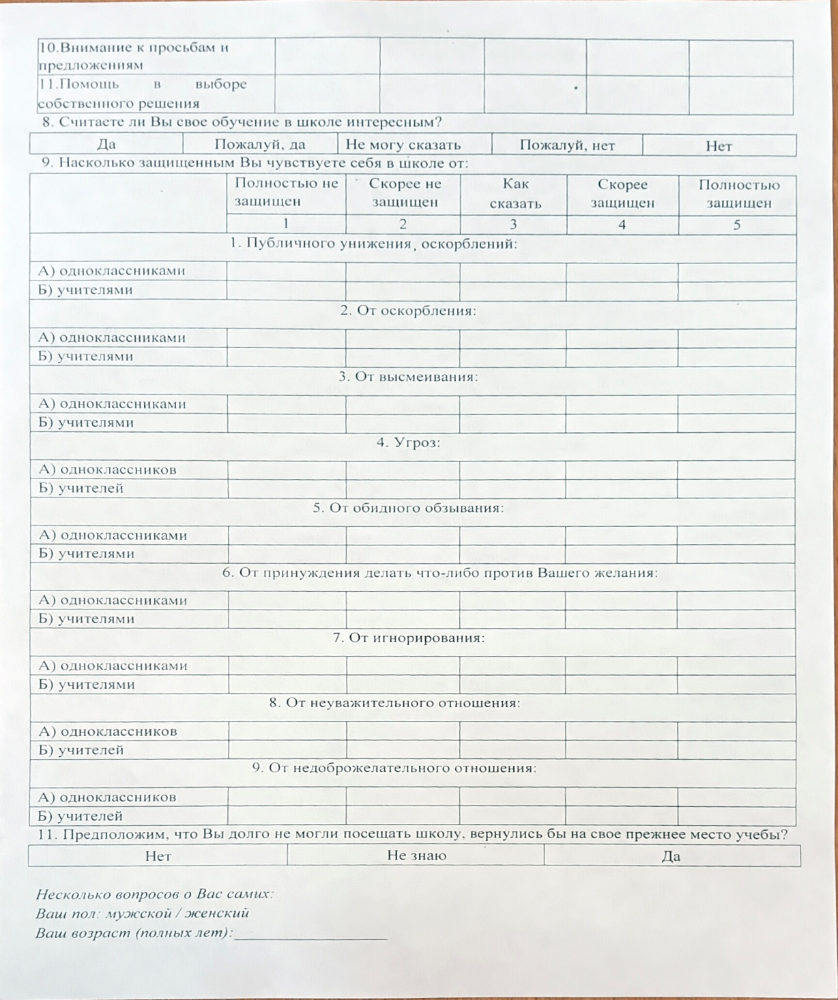 10.Внимание к просьбам и
предложениям
11.Помощь в выборе
собственного решения
8. Считаете ли Вы свое обучение в школе интересным?
Да Пожалуй, да Не могу сказать Пожалуй, нет Нет
9. Насколько защищенным Вы чувствуете себя в школе от:
Полностью не Скорее не Как Скорее Полностью
защищен защищен сказать защищен защищен
1 2 3 4 5
1. Публичного унижения, оскорблений:
А) одноклассниками
Б) учителями
2. От оскорбления:
А) одноклассниками
Б) учителями
3. От высмеивания:
А) одноклассниками
Б) учителями
4. Угроз:
А) одноклассников
Б) учителей
5. От обидного обзывания:
А) одноклассниками
Б) учителями
6. От принуждения делать что-либо против Вашего желания:
А) одноклассниками
Б) учителями
7. От игнорирования:
А) одноклассниками
Б) учителями
8. От неуважительного отношения:
А) одноклассников
Б) учителей
9. От недоброжелательного отношения:
А) одноклассников
Б) учителей
11. Предположим, что Вы долго не могли посещать школу, вернулись бы на свое прежнее место учебы?
Нет Не знаю Да
Несколько вопросов о Вас самих:
Ваш пол: мужской / женский
Ваш возраст (полных лет):____________________